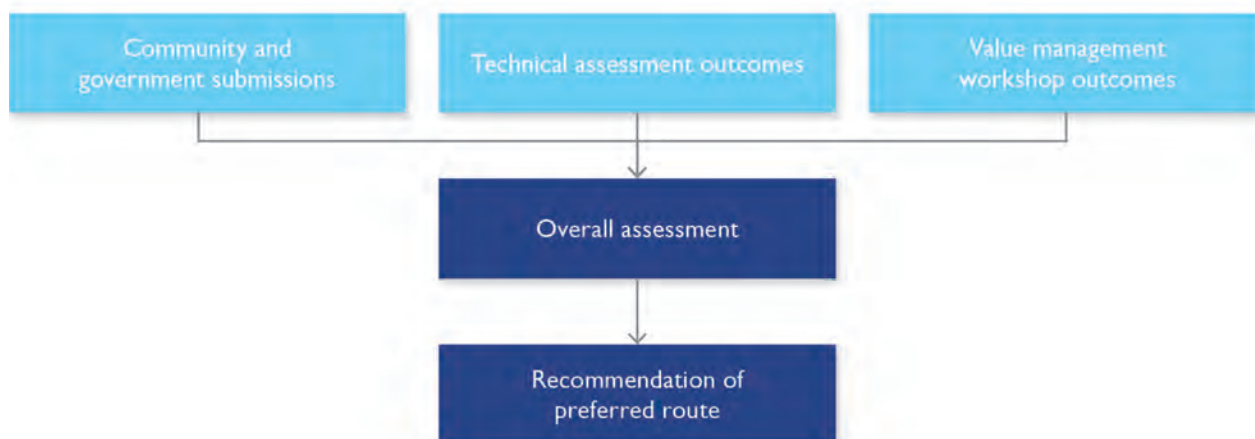 Community and
government submissions
Technical assessment outcomes
Value management
workshop outcomes
Overall assessment
Recommendation of
preferred route